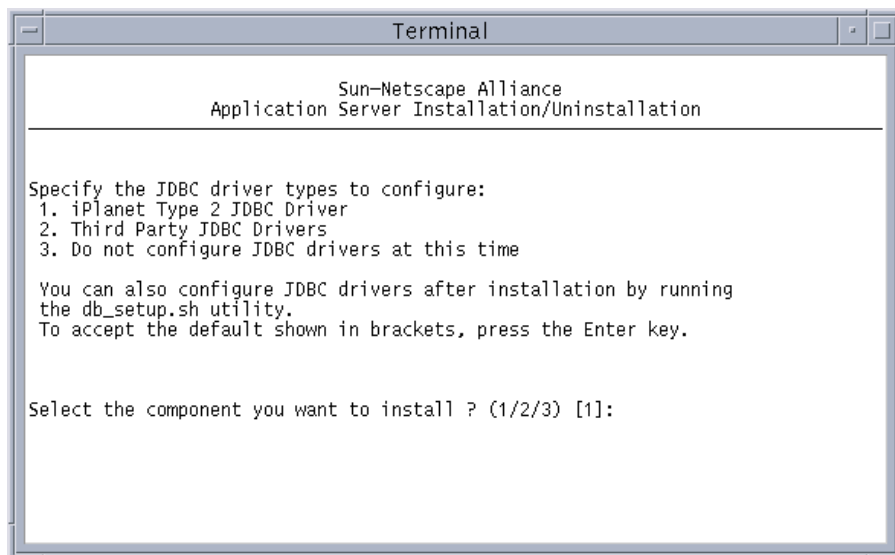 Terminal
Sun-Netscape Alliance
Application Server Installation/Uninstallation
Specify the JDBC driver types to configure:
1. iPlanet Type 2 JDBC Driver
2. Third Party JDBC Drivers
3. Do not configure JDBC drivers at this time
You can also configure JDBC drivers after installation by running
the db_setup.sh utility.
To accept the default shown in brackets, press the Enter key.
Select the component you want to install ? (1/2/3) [1]: